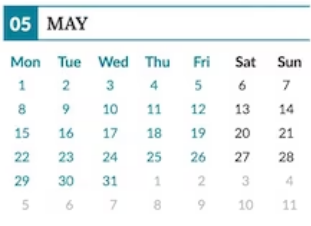 05 MAY
Mon Tue Wed Thu Fri Sat Sun
1 2 3 4 5 6 7
8 9 10 11 12 13 14
15 16 17 18 19 20 21
22 23 24 25 26 27 28
29 30 31 1 2 3 4
5 6 7 8 9 10 11